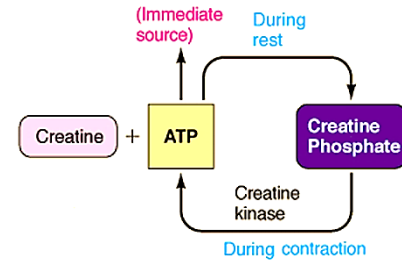 (Immediate
source)
During
rest
Creatine
+
ATP
Creatine
Phosphate
Creatine
kinase
During contraction